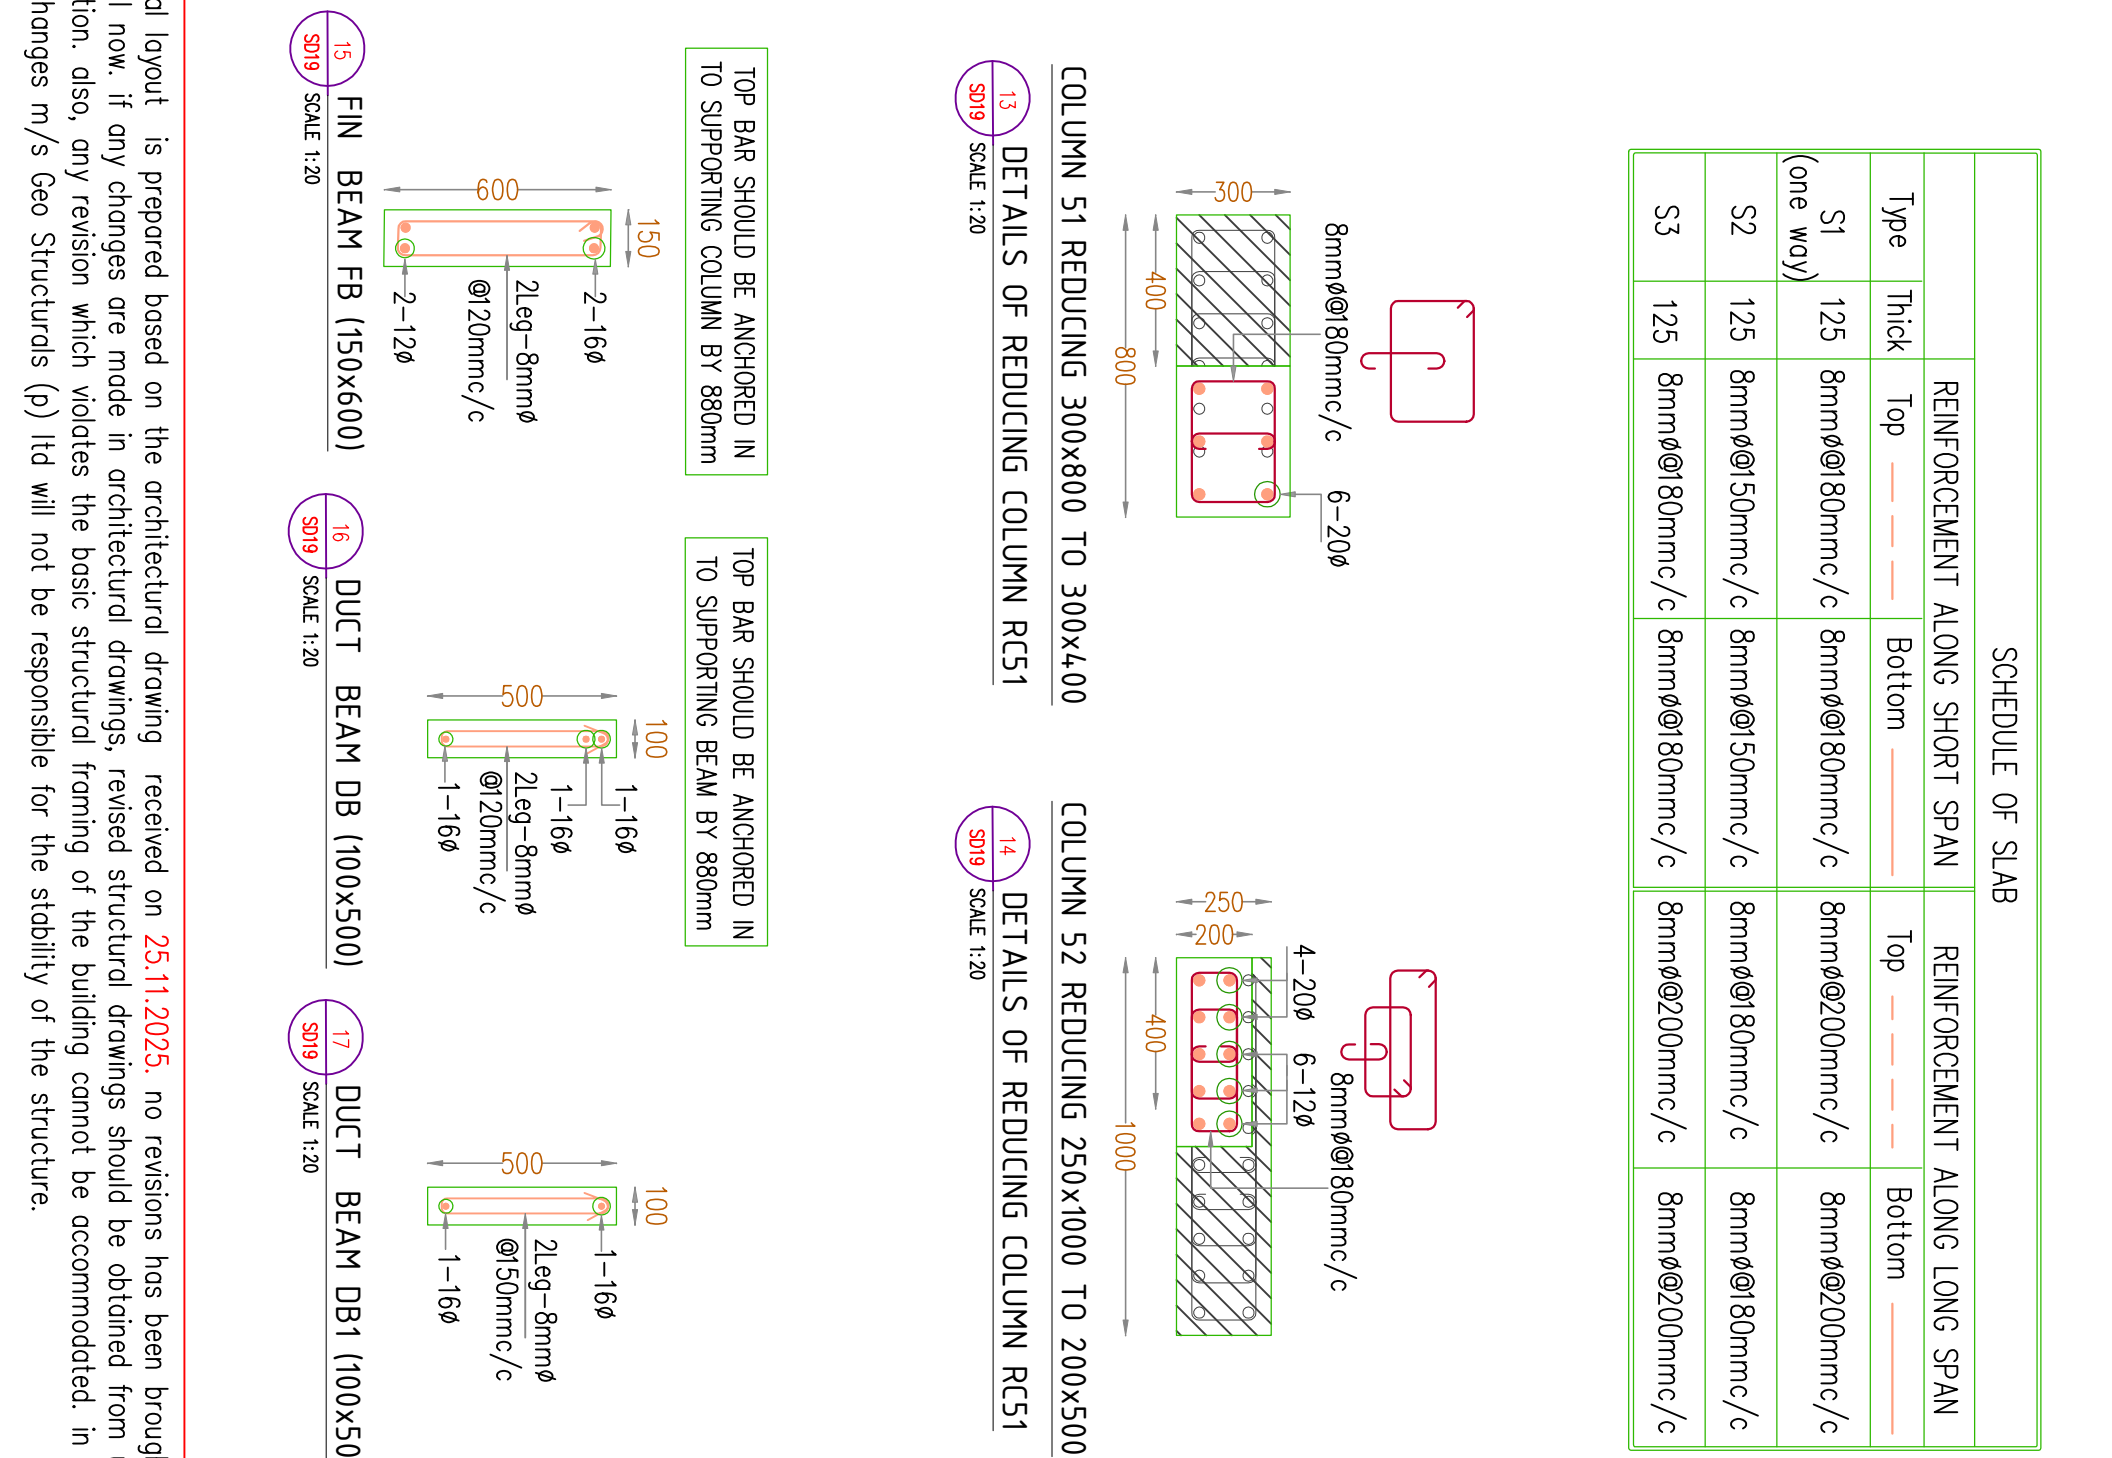 SCHEDULE OF SLAB
REINFORCEMENT ALONG SHORT SPAN
REINFORCEMENT ALONG LONG SPAN
Type
Thick
Top
Bottom
Top
Bottom
S1
(one way)
125
8mmø@180mmc/c
8mmø@180mmc/c
8mmø@200mmc/c
8mmø@200mmc/c
S2
125
8mmø@150mmc/c
8mmø@150mmc/c
8mmø@180mmc/c
8mmø@180mmc/c
S3
125
8mmø@180mmc/c
8mmø@180mmc/c
8mmø@200mmc/c
8mmø@200mmc/c
8mmø@180mmc/c
6-20ø
300
400
800
COLUMN 51 REDUCING 300x800 TO 300x400
13
SD19
DETAILS OF REDUCING COLUMN RC51
SCALE 1:20
8mmø@180mmc/c
4-20ø
6-12ø
250
200
400
1000
COLUMN 52 REDUCING 250x1000 TO 200x500
14
SD19
DETAILS OF REDUCING COLUMN RC51
SCALE 1:20
TOP BAR SHOULD BE ANCHORED IN
TO SUPPORTING COLUMN BY 880mm
150
600
2-16ø
2Leg-8mmø
@120mmc/c
2-12ø
15
SD19
FIN BEAM FB (150x600)
SCALE 1:20
TOP BAR SHOULD BE ANCHORED IN
TO SUPPORTING BEAM BY 880mm
100
500
1-16ø
1-16ø
2Leg-8mmø
@120mmc/c
1-16ø
16
SD19
DUCT BEAM DB (100x500)
SCALE 1:20
100
500
1-16ø
2Leg-8mmø
@150mmc/c
1-16ø
17
SD19
DUCT BEAM DB1 (100x50
SCALE 1:20
al layout is prepared based on the architectural drawing received on 25.11.2025. no revisions has been broug
l now. if any changes are made in architectural drawings, revised structural drawings should be obtained from
tion. also, any revision which violates the basic structural framing of the building cannot be accommodated. in
hanges m/s Geo Structurals (p) ltd will not be responsible for the stability of the structure.